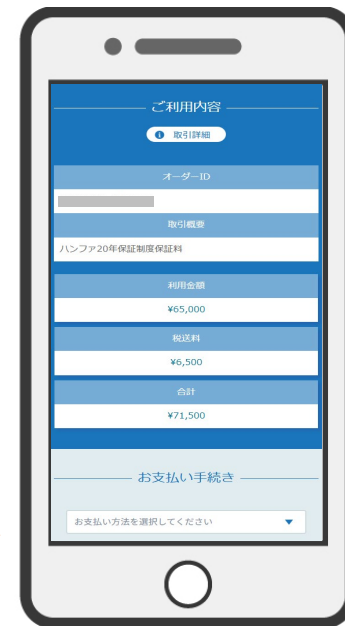 ご利用内容
取引詳細
オーダーID
取引概要
ハンファ20年保証制度保証料
利用金額
¥65,000
税送料
¥6,500
合計
¥71,500
お支払い手続き
お支払い方法を選択してください